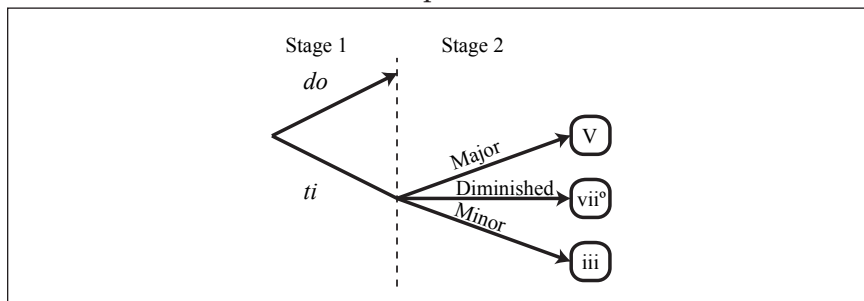 Stage 1 Stage 2
do
ti
Major
Diminished
Minor
V
viiº
iii